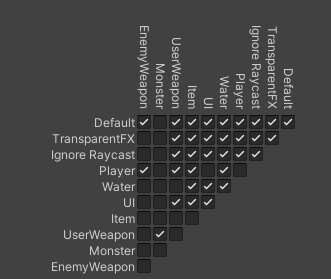 EnemyWeapon
Monster
UserWeapon
Item
UI
Water
Player
Ignore Raycast
TransparentFX
Default
Default
TransparentFX
Ignore Raycast
Player
Water
UI
Item
UserWeapon
Monster
EnemyWeapon